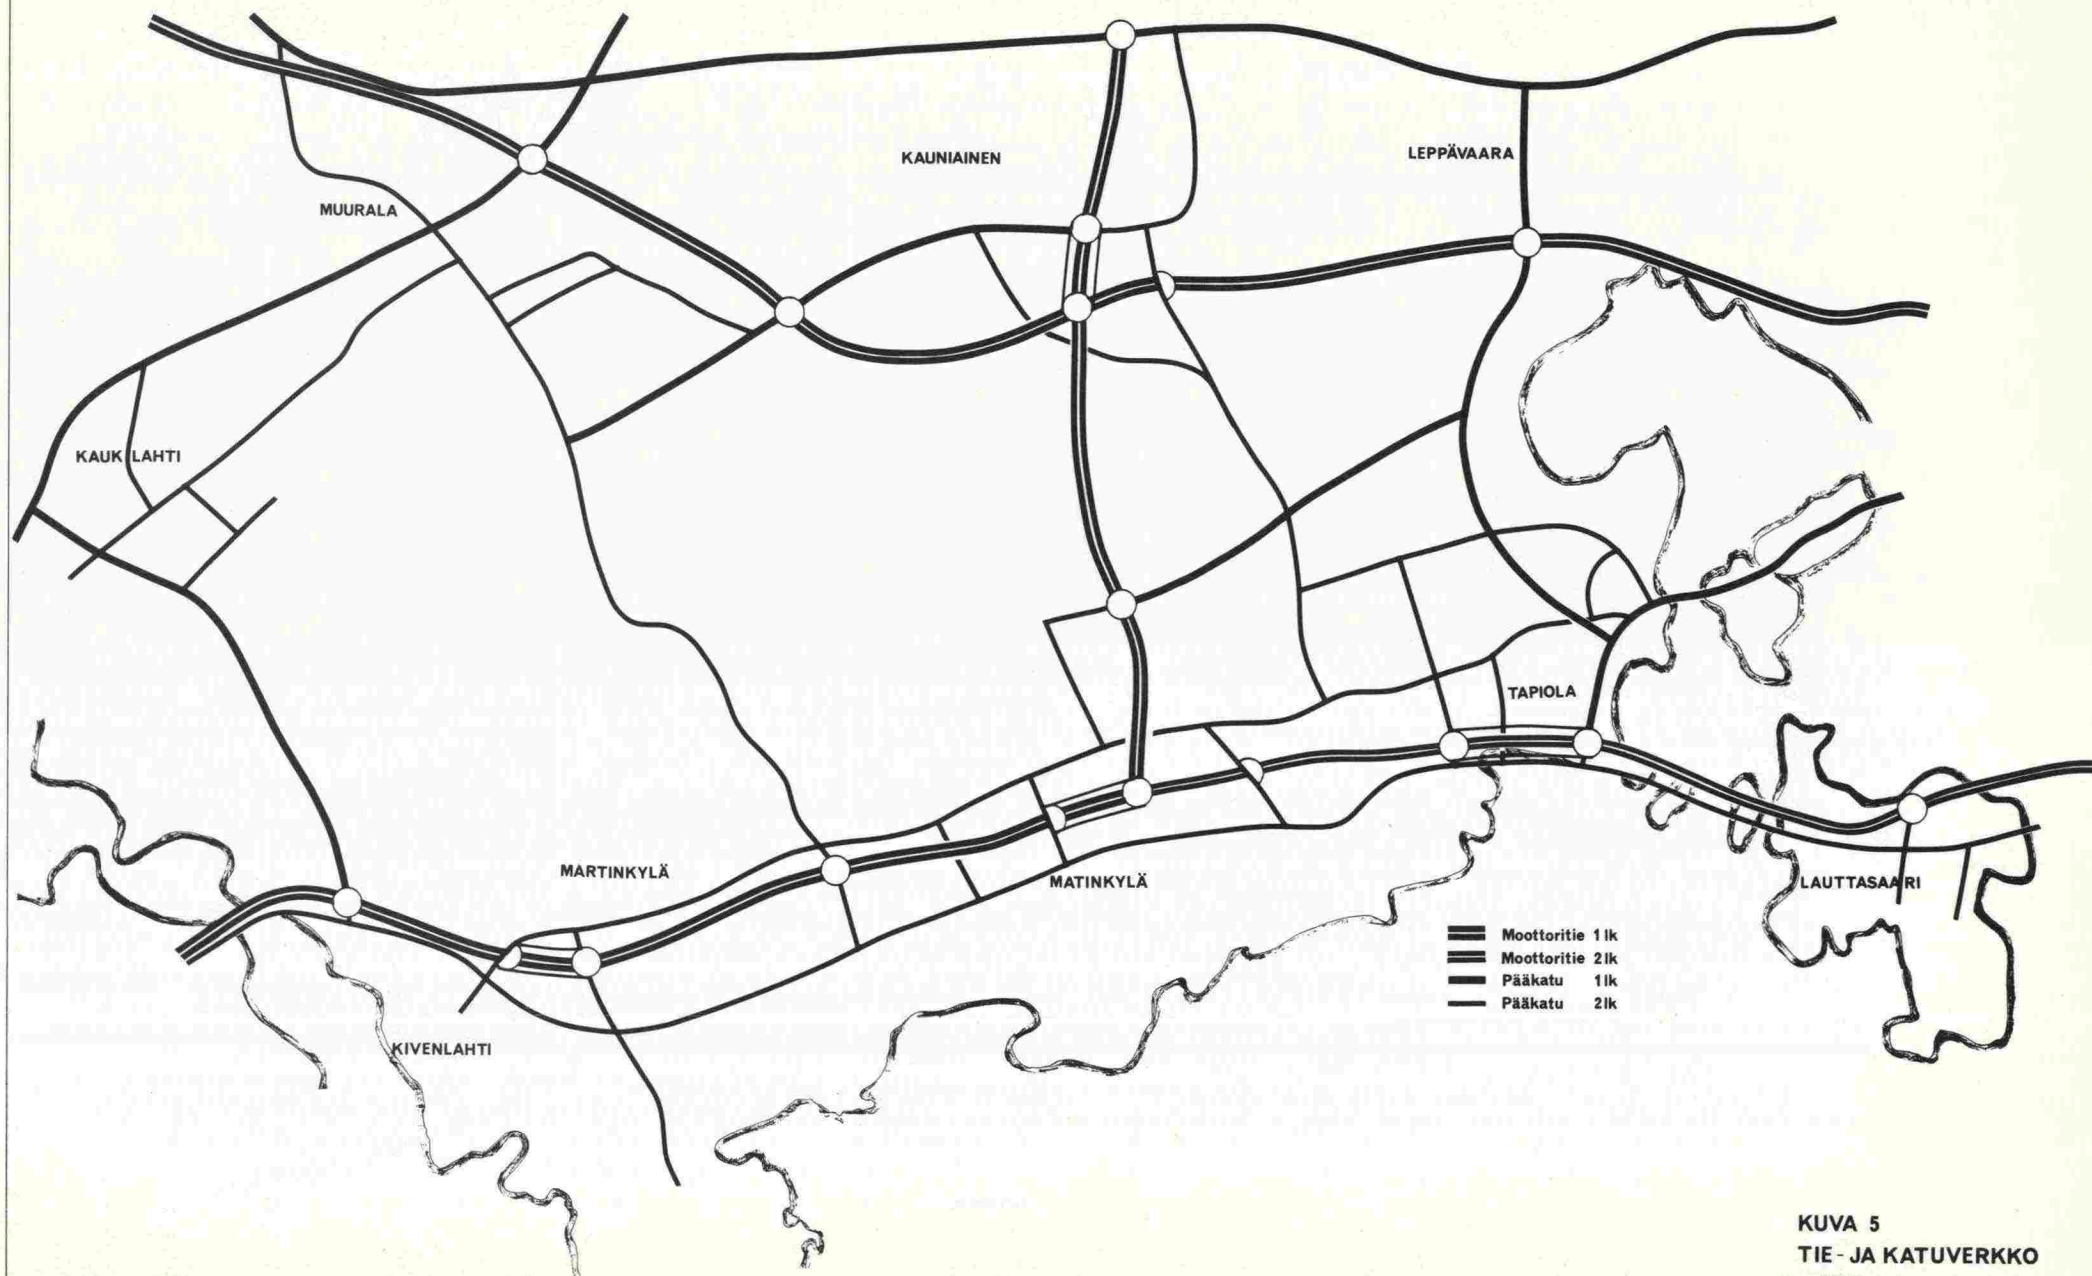 KAUNIAINEN
LEPPÄVAARA
MUURALA
KAUKLAHTI
TAPIOLA
MARTINKYLÄ
MATINKYLÄ
LAUTTASAARI
Moottoritie 1 lk
Moottoritie 2 lk
Pääkatu 1 lk
Pääkatu 2 lk
KIVENLAHTI
KUVA 5
TIE- JA KATUVERKKO